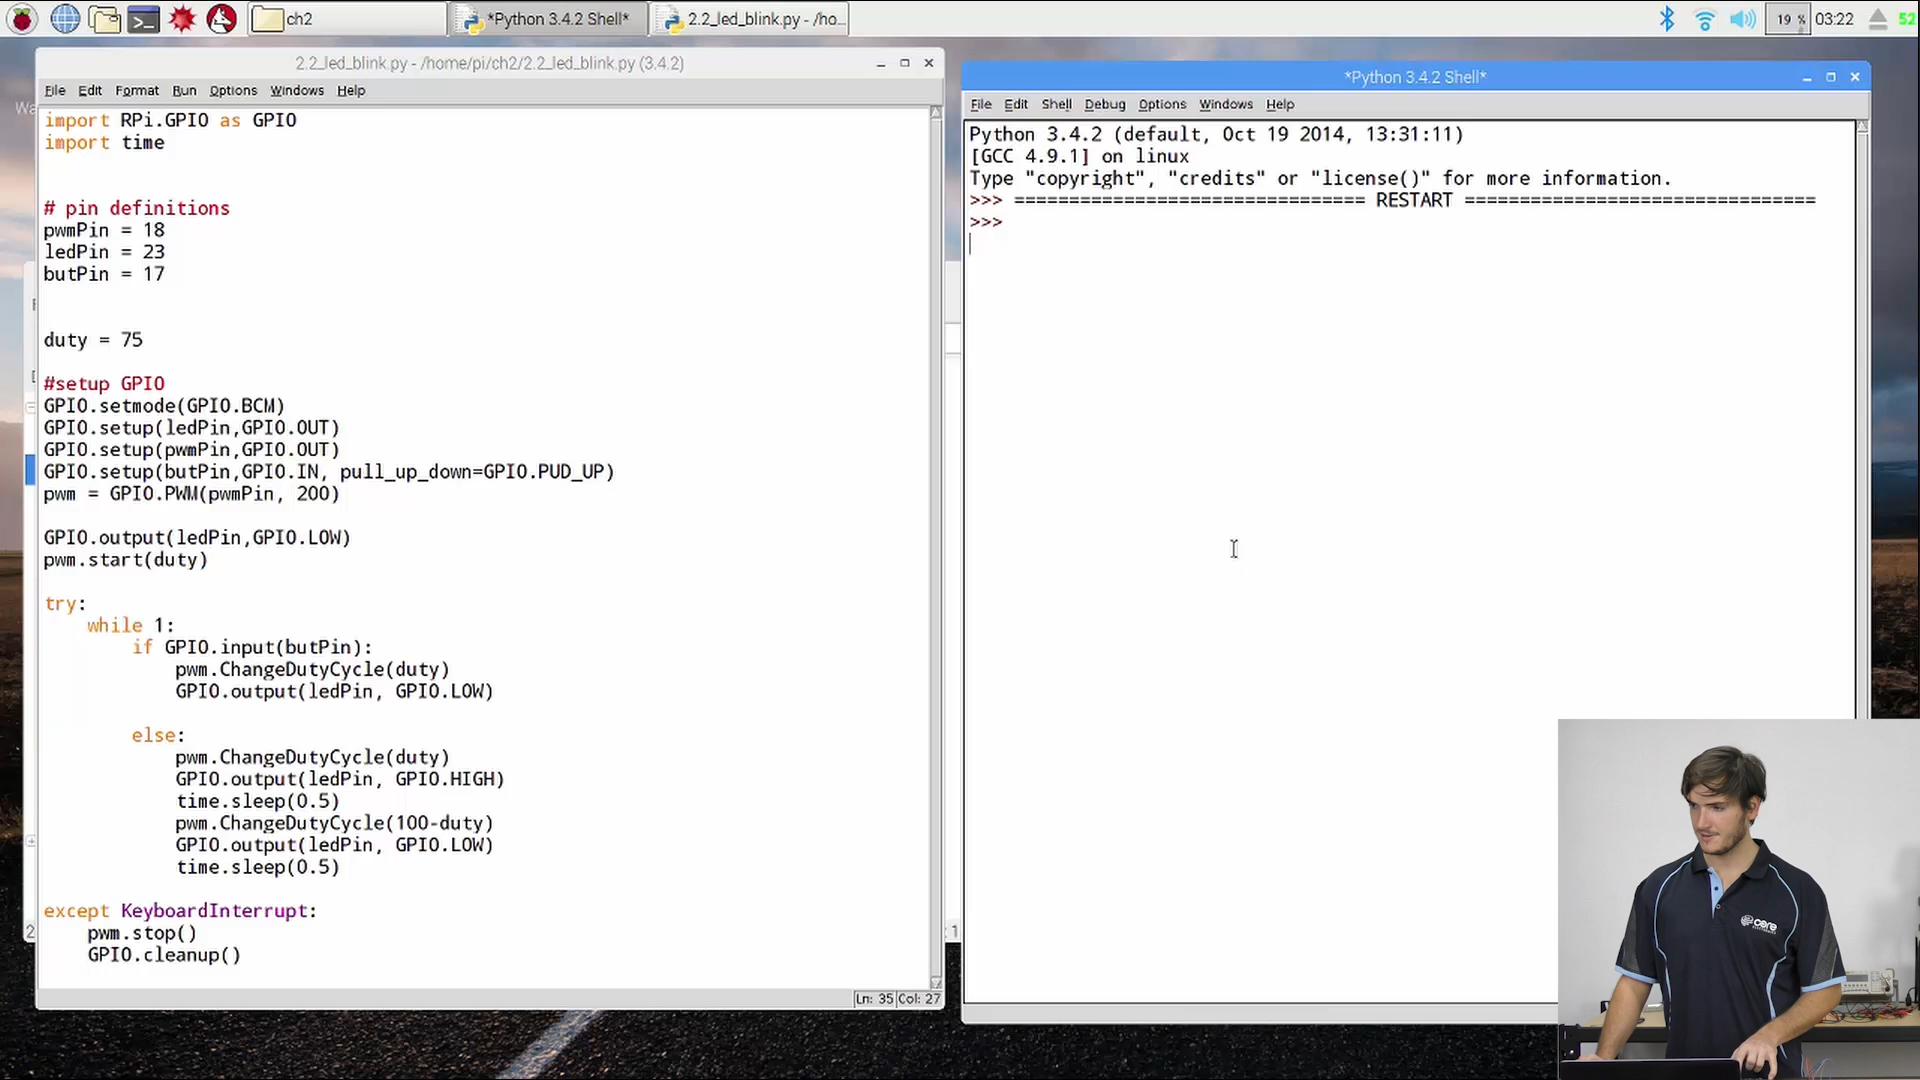 ch2
*Python 3.4.2 Shell*
2.2_led_blink.py - /ho...
19 %
03:22
52
2.2_led_blink.py - /home/pi/ch2/2.2_led_blink.py (3.4.2)
File Edit Format Run Options Windows Help
import RPi.GPIO as GPIO
import time
# pin definitions
pwmPin = 18
ledPin = 23
butPin = 17
duty = 75
#setup GPIO
GPIO.setmode(GPIO.BCM)
GPIO.setup(ledPin,GPIO.OUT)
GPIO.setup(pwmPin,GPIO.OUT)
GPIO.setup(butPin,GPIO.IN, pull_up_down=GPIO.PUD_UP)
pwm = GPIO.PWM(pwmPin, 200)
GPIO.output(ledPin,GPIO.LOW)
pwm.start(duty)
try:
    while 1:
        if GPIO.input(butPin):
            pwm.ChangeDutyCycle(duty)
            GPIO.output(ledPin, GPIO.LOW)
        else:
            pwm.ChangeDutyCycle(duty)
            GPIO.output(ledPin, GPIO.HIGH)
            time.sleep(0.5)
            pwm.ChangeDutyCycle(100-duty)
            GPIO.output(ledPin, GPIO.LOW)
            time.sleep(0.5)
except KeyboardInterrupt:
    pwm.stop()
    GPIO.cleanup()
Ln: 35 Col: 27
*Python 3.4.2 Shell*
File Edit Shell Debug Options Windows Help
Python 3.4.2 (default, Oct 19 2014, 13:31:11)
[GCC 4.9.1] on linux
Type "copyright", "credits" or "license()" for more information.
>>> ================================ RESTART ================================
>>>
core